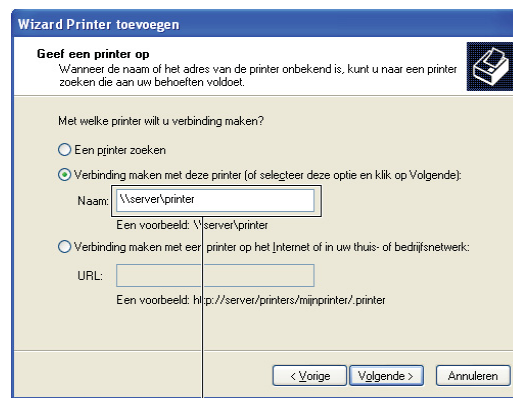 Wizard Printer toevoegen
Geef een printer op
Wanneer de naam of het adres van de printer onbekend is, kunt u naar een printer
zoeken die aan uw behoeften voldoet.
Met welke printer wilt u verbinding maken?
Een printer zoeken
Verbinding maken met deze printer (of selecteer deze optie en klik op Volgende):
Naam: \\server\printer
Een voorbeeld: \\server\printer
Verbinding maken met een printer op het Internet of in uw thuis- of bedrijfsnetwerk:
URL:
Een voorbeeld: http://server/printers/mijnprinter/.printer
< Vorige Volgende > Annuleren